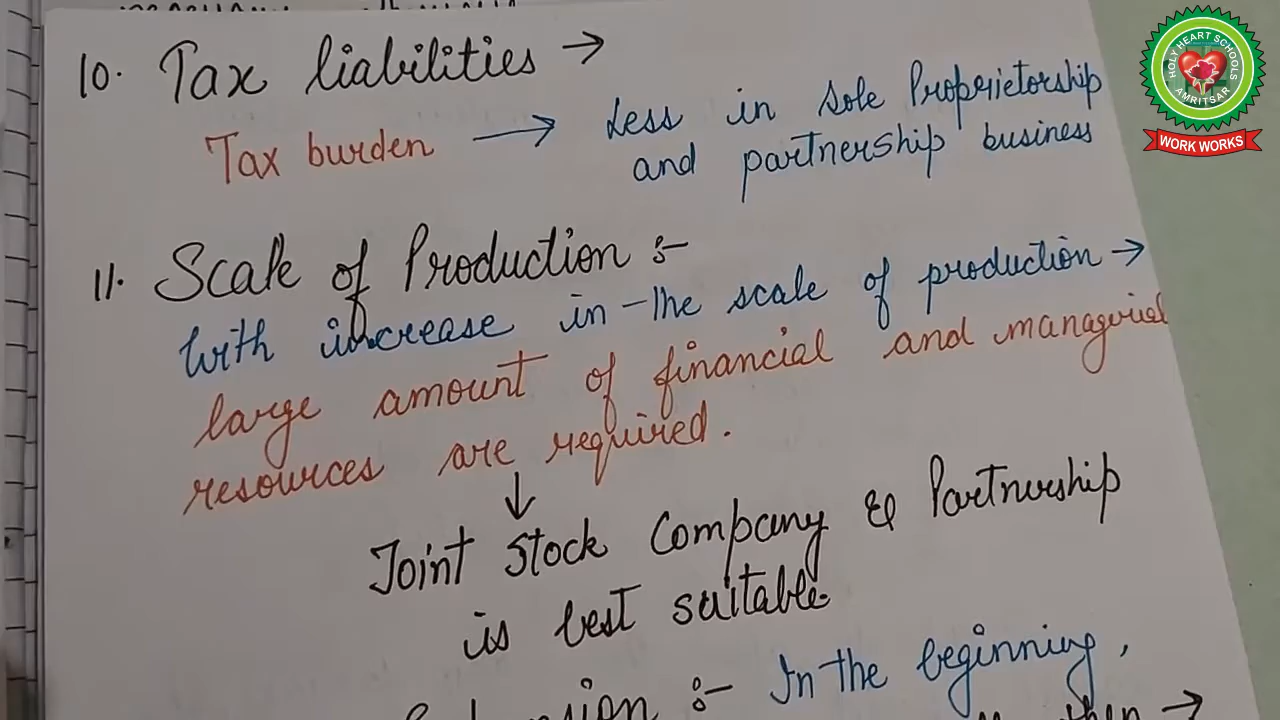 10. Tax liabilities →
Tax burden → Less in Sole Proprietorship
and partnership business
11. Scale of Production :-
With increase in the scale of production →
large amount of financial and managerial
resources are required.
↓
Joint Stock Company & Partnership
is best suitable
:- In the beginning,
then →
HOLY HEART SCHOOLS
AMRITSAR
WORK WORKS